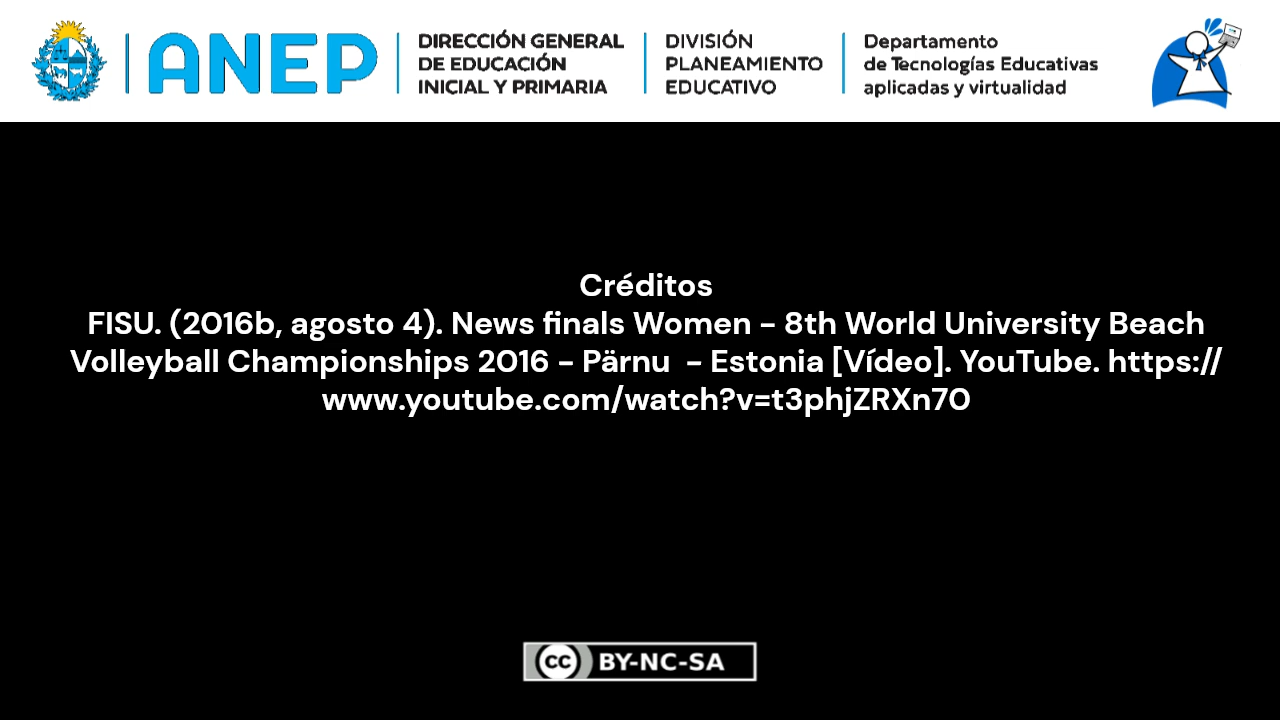 ANEP
DIRECCIÓN GENERAL
DE EDUCACIÓN
INICIAL Y PRIMARIA
DIVISIÓN
PLANEAMIENTO
EDUCATIVO
Departamento
de Tecnologías Educativas
aplicadas y virtualidad
Créditos
FISU. (2016b, agosto 4). News finals Women - 8th World University Beach
Volleyball Championships 2016 - Pärnu - Estonia [Vídeo]. YouTube. https://
www.youtube.com/watch?v=t3phjZRXn70
cc BY-NC-SA